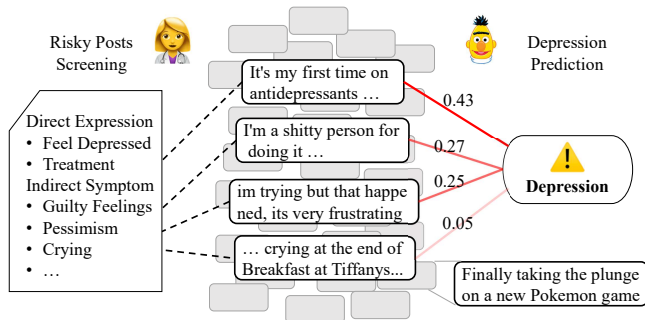 Risky Posts
Screening
Depression
Prediction
Direct Expression
• Feel Depressed
• Treatment
Indirect Symptom
• Guilty Feelings
• Pessimism
• Crying
• …
It's my first time on
antidepressants …
I'm a shitty person for
doing it …
im trying but that happe
ned, its very frustrating
… crying at the end of
Breakfast at Tiffanys...
0.43
0.27
0.25
0.05
Depression
Finally taking the plunge
on a new Pokemon game